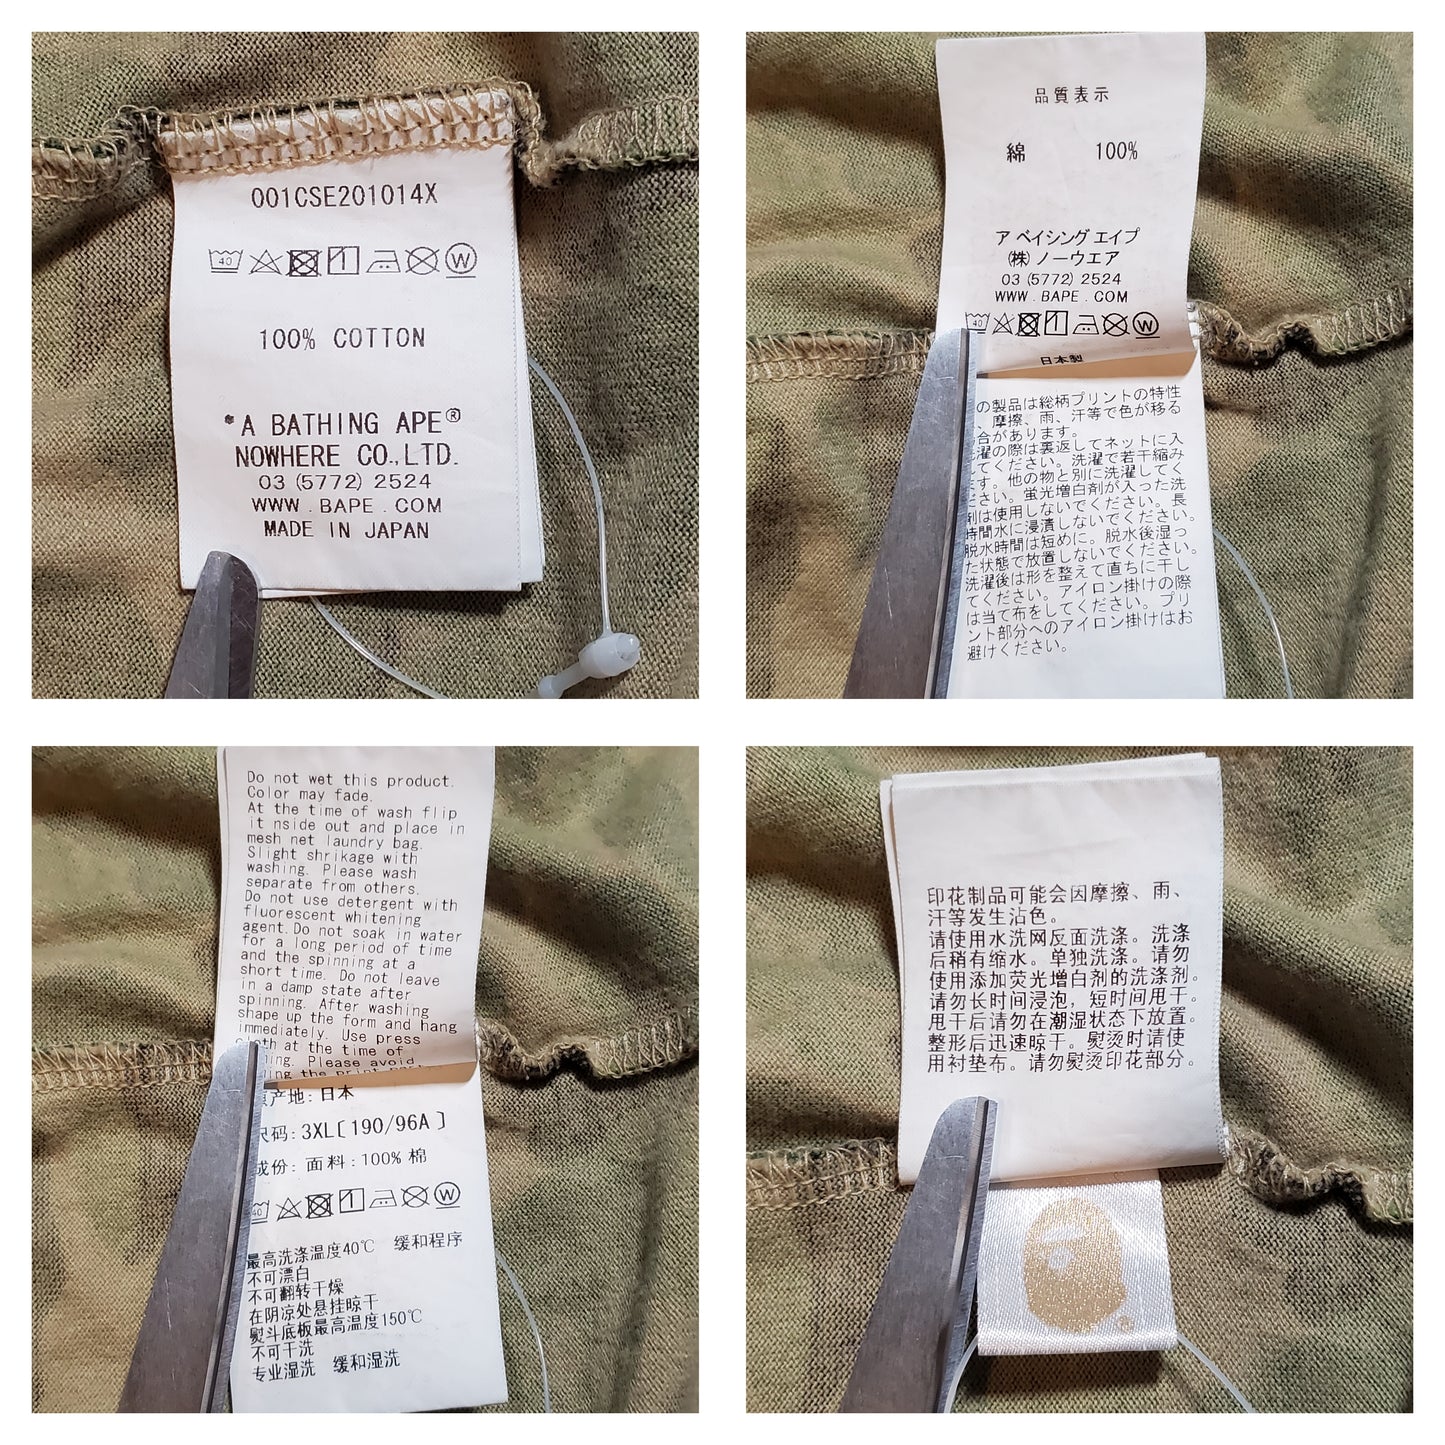 001CSE201014X
40 W
100% COTTON
*A BATHING APE®
NOWHERE CO.,LTD.
03 (5772) 2524
WWW.BAPE.COM
MADE IN JAPAN
品質表示
綿 100%
ア ベイシング エイプ
(株) ノーウエア
03 (5772) 2524
WWW.BAPE.COM
40 W
日本製
の製品は総柄プリントの特性
、摩擦、雨、汗等で色が移る
合があります。
濯の際は裏返してネットに入
てください。洗濯で若干縮み
す。他の物と別に洗濯してく
ださい。蛍光増白剤が入った洗
剤は使用しないでください。長
時間水に浸漬しないでください。
脱水時間は短めに。脱水後湿っ
た状態で放置しないでください。
洗濯後は形を整えて直ちに干し
てください。アイロン掛けの際
は当て布をしてください。プリ
ント部分へのアイロン掛けはお
避けください。
Do not wet this product.
Color may fade.
At the time of wash flip
it nside out and place in
mesh net laundry bag.
Slight shrikage with
washing. Please wash
separate from others.
Do not use detergent with
fluorescent whitening
agent.Do not soak in water
for a long period of time
and the spinning at a
short time. Do not leave
in a damp state after
spinning. After washing
shape up the form and hang
immediately. Use press
cloth at the time of
ing. Please avoid
ing the print
产地:日本
尺码:3XL[190/96A]
成份: 面料:100% 棉
40 W
最高洗涤温度40℃ 缓和程序
不可漂白
不可翻转干燥
在阴凉处悬挂晾干
熨斗底板最高温度150℃
不可干洗
专业湿洗 缓和湿洗
印花制品可能会因摩擦、雨、
汗等发生沾色。
请使用水洗网反面洗涤。洗涤
后稍有缩水。单独洗涤。请勿
使用添加荧光增白剂的洗涤剂。
请勿长时间浸泡，短时间甩干。
甩干后请勿在潮湿状态下放置。
整形后迅速晾干。熨烫时请使
用衬垫布。请勿熨烫印花部分。
®